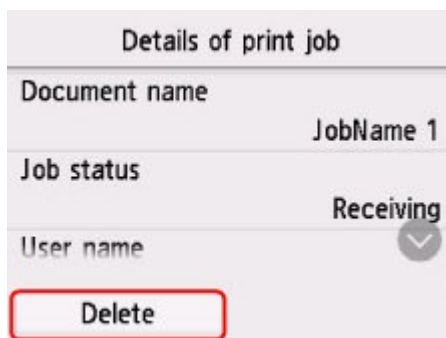 Details of print job
Document name
JobName 1
Job status
Receiving
User name
Delete